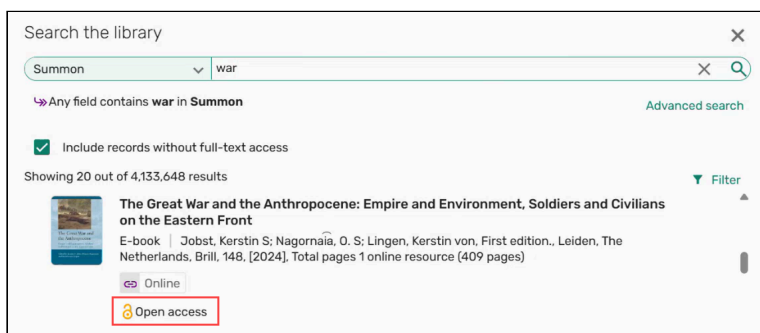 Search the library
Summon war
Any field contains war in Summon
Advanced search
Include records without full-text access
Showing 20 out of 4,133,648 results
Filter
The Great War and the Anthropocene: Empire and Environment, Soldiers and Civilians
on the Eastern Front
E-book | Jobst, Kerstin S; Nagornai͡a, O. S; Lingen, Kerstin von, First edition., Leiden, The
Netherlands, Brill, 148, [2024], Total pages 1 online resource (409 pages)
Online
Open access